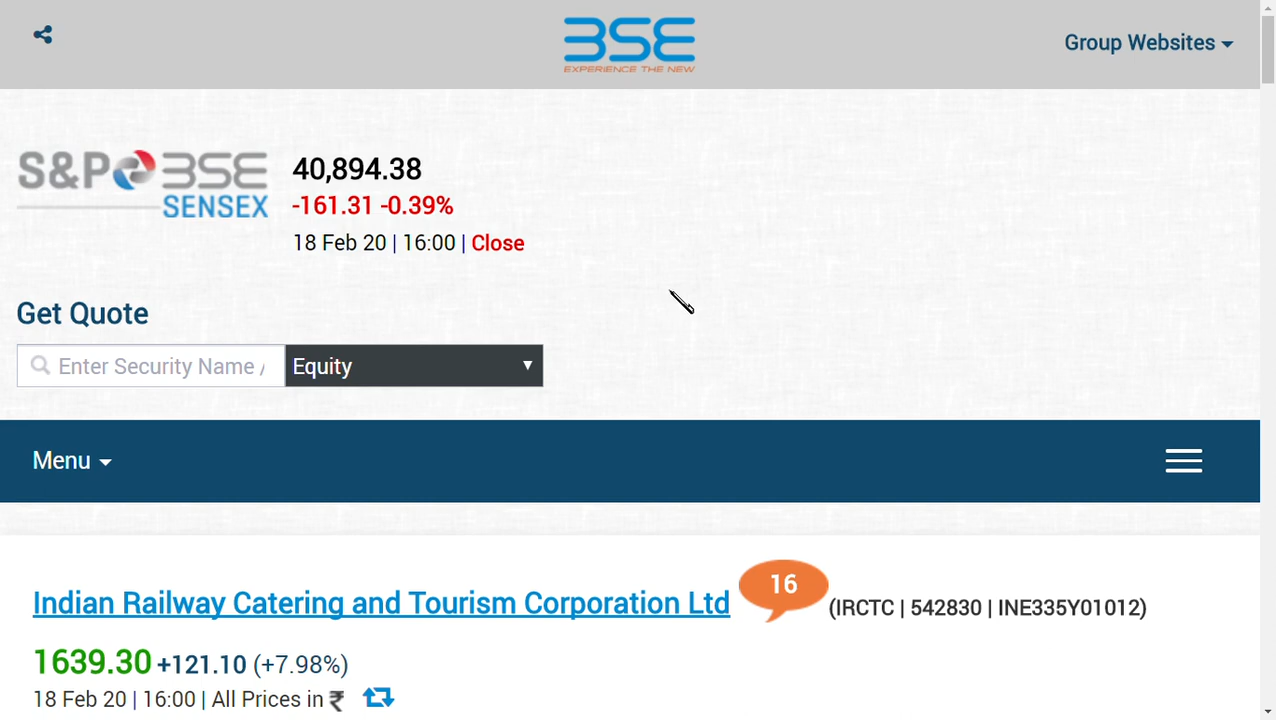 BSE
EXPERIENCE THE NEW
Group Websites
S&P BSE
SENSEX
40,894.38
-161.31 -0.39%
18 Feb 20 | 16:00 | Close
Get Quote
Enter Security Name /
Equity
Menu
Indian Railway Catering and Tourism Corporation Ltd 16 (IRCTC | 542830 | INE335Y01012)
1639.30 +121.10 (+7.98%)
18 Feb 20 | 16:00 | All Prices in ₹